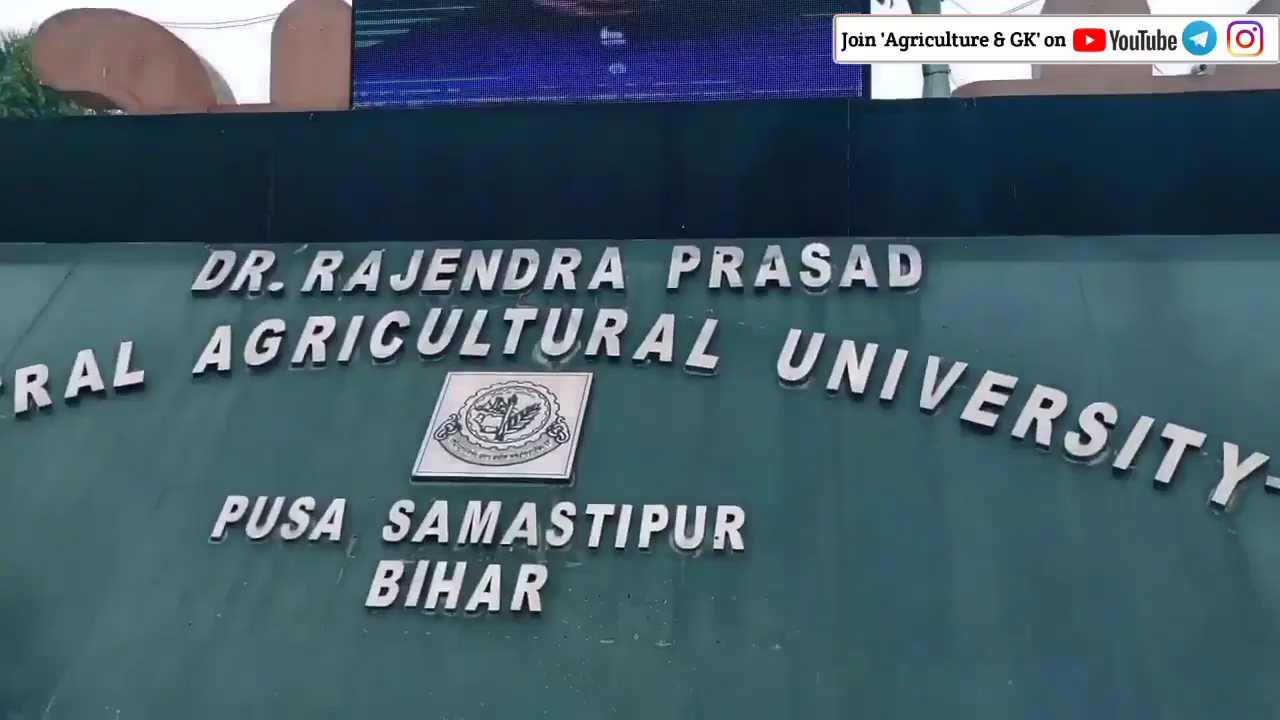 Join 'Agriculture & GK' on YouTube
DR. RAJENDRA PRASAD
RAL AGRICULTURAL UNIVERSITY-
PUSA SAMASTIPUR
BIHAR